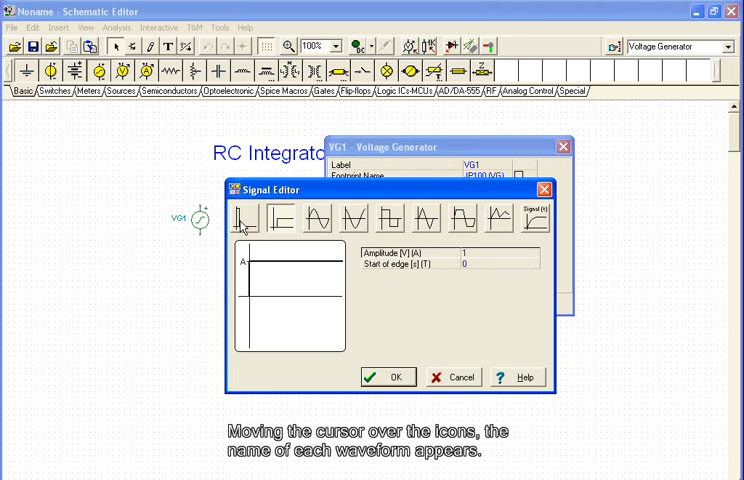 Noname - Schematic Editor
File Edit Insert View Analysis Interactive T&M Tools Help
DC 100% Voltage Generator
Basic Switches Meters Sources Semiconductors Optoelectronic Spice Macros Gates Flip-flops Logic ICs-MCUs AD/DA-555 RF Analog Control Special
RC Integrato
VG1 - Voltage Generator
Label VG1
Footprint Name JP100 (VG)
Signal Editor
VG1
Signal (t)
Amplitude [V] (A) 1
Start of edge [s] (T) 0
A
OK Cancel Help
Moving the cursor over the icons, the
name of each waveform appears.